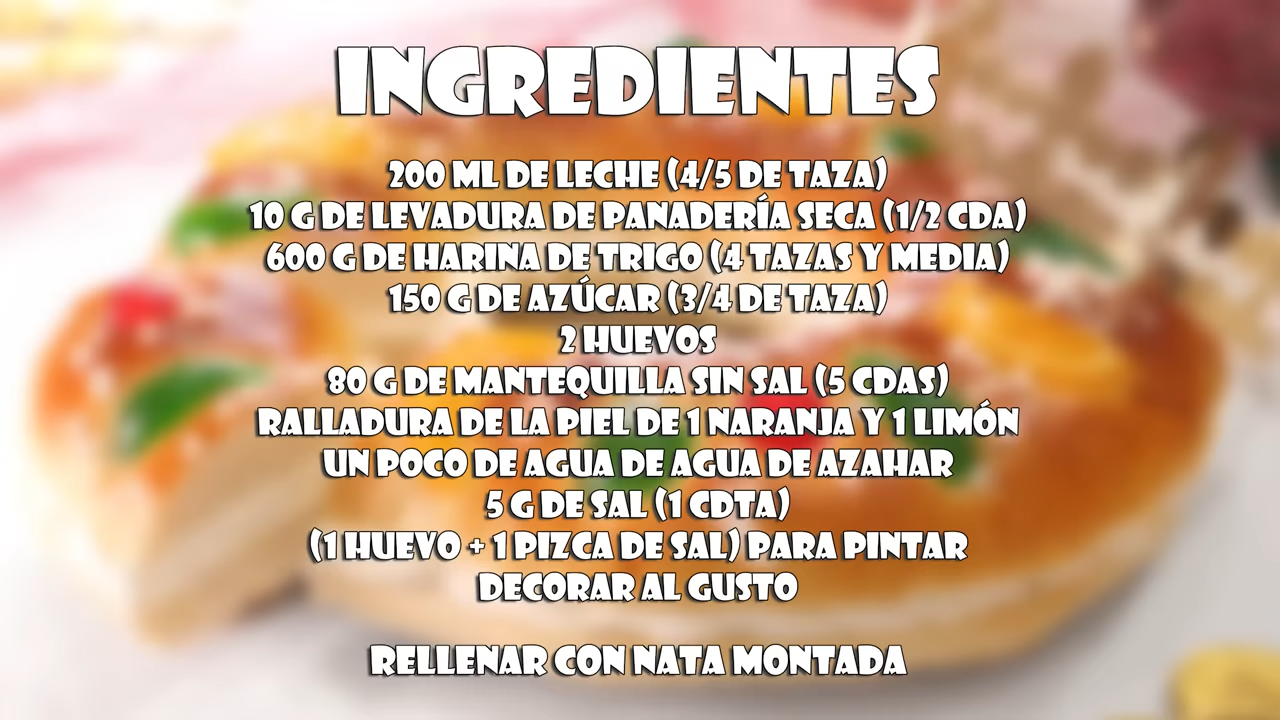 INGREDIENTES
200 ML DE LECHE (4/5 DE TAZA)
10 G DE LEVADURA DE PANADERÍA SECA (1/2 CDA)
600 G DE HARINA DE TRIGO (4 TAZAS Y MEDIA)
150 G DE AZÚCAR (3/4 DE TAZA)
2 HUEVOS
80 G DE MANTEQUILLA SIN SAL (5 CDAS)
RALLADURA DE LA PIEL DE 1 NARANJA Y 1 LIMÓN
UN POCO DE AGUA DE AGUA DE AZAHAR
5 G DE SAL (1 CDTA)
(1 HUEVO + 1 PIZCA DE SAL) PARA PINTAR
DECORAR AL GUSTO
RELLENAR CON NATA MONTADA